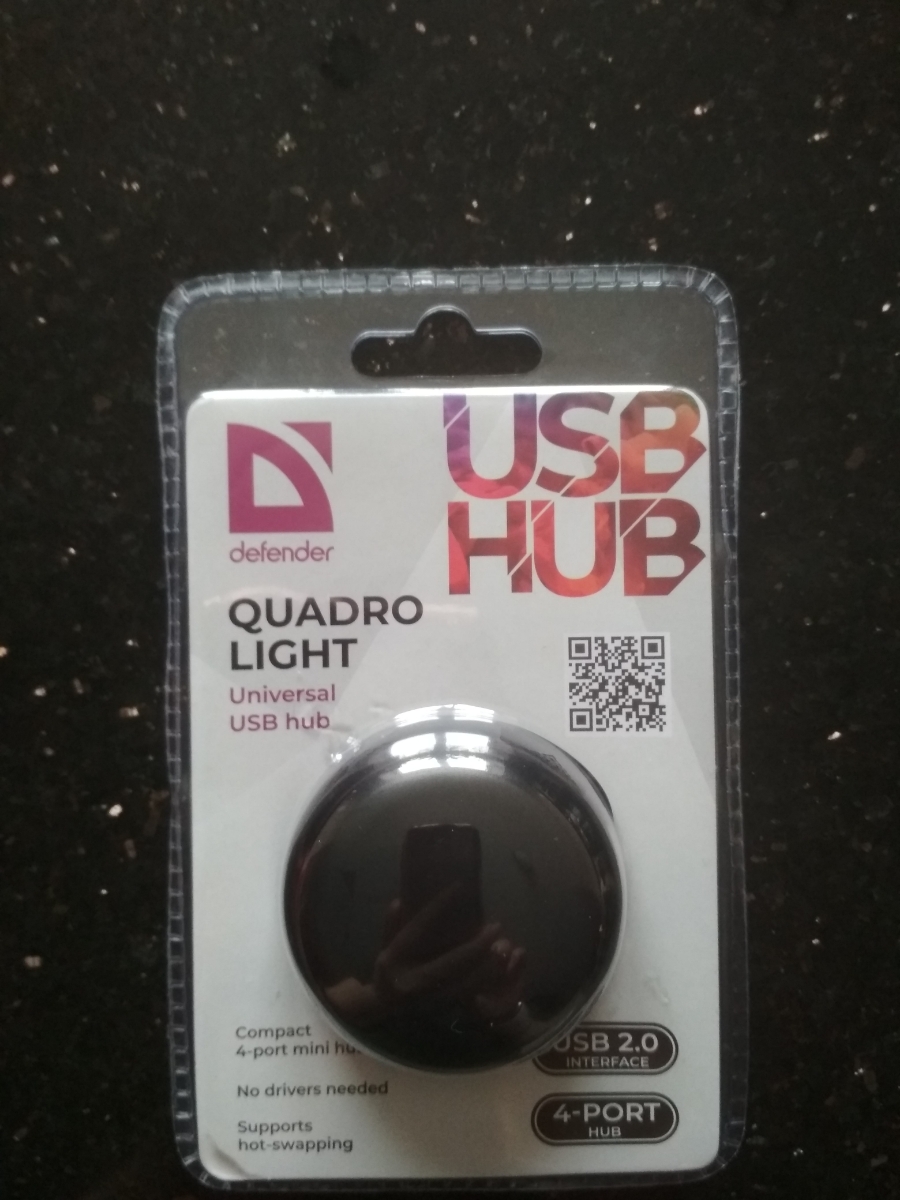 USB
HUB
defender
QUADRO
LIGHT
Universal
USB hub
Compact
4-port mini
No drivers needed
Supports
hot-swapping
USB 2.0
INTERFACE
4-PORT
HUB